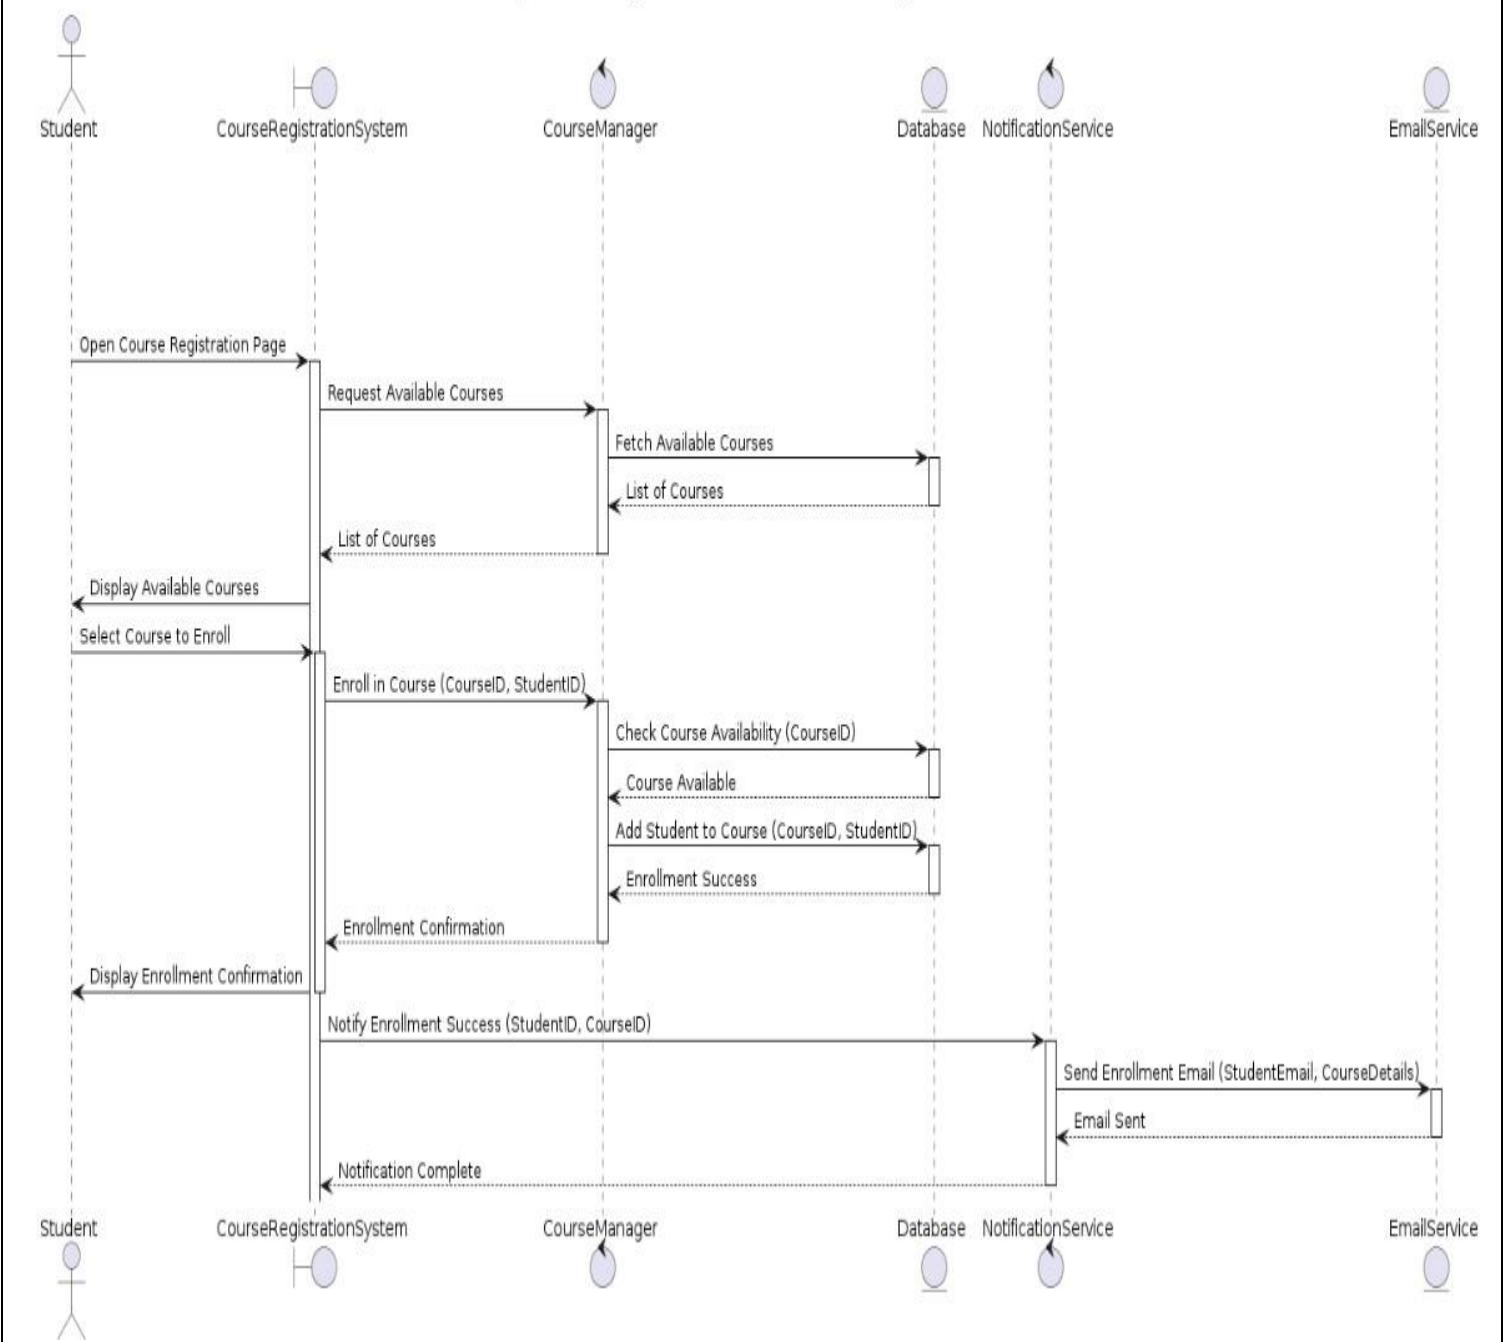 Student
CourseRegistrationSystem
CourseManager
Database
NotificationService
EmailService
Open Course Registration Page
Request Available Courses
Fetch Available Courses
List of Courses
List of Courses
Display Available Courses
Select Course to Enroll
Enroll in Course (CourseID, StudentID)
Check Course Availability (CourseID)
Course Available
Add Student to Course (CourseID, StudentID)
Enrollment Success
Enrollment Confirmation
Display Enrollment Confirmation
Notify Enrollment Success (StudentID, CourseID)
Send Enrollment Email (StudentEmail, CourseDetails)
Email Sent
Notification Complete
Student
CourseRegistrationSystem
CourseManager
Database
NotificationService
EmailService